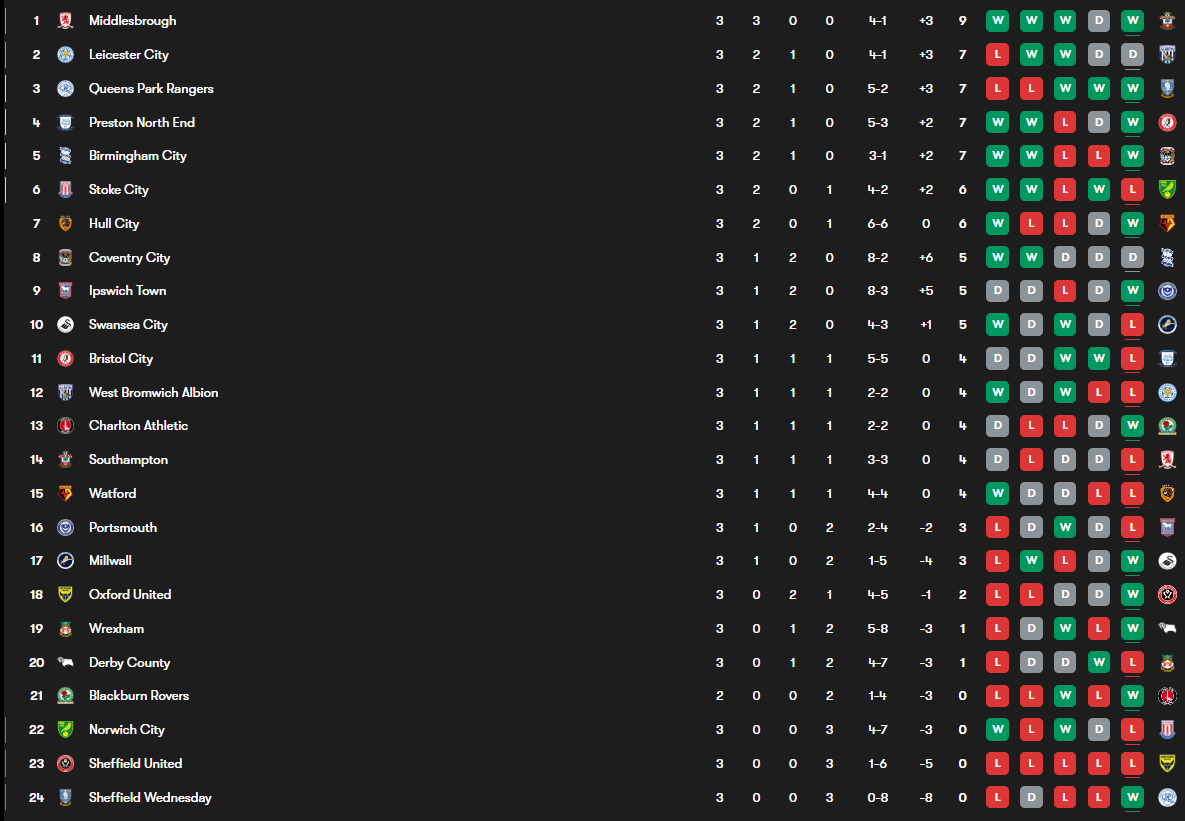 1 Middlesbrough 3 3 0 0 4-1 +3 9 W W W D W
2 Leicester City 3 2 1 0 4-1 +3 7 L W W D D
3 Queens Park Rangers 3 2 1 0 5-2 +3 7 L L W W W
4 Preston North End 3 2 1 0 5-3 +2 7 W W L D W
5 Birmingham City 3 2 1 0 3-1 +2 7 W W L L W
6 Stoke City 3 2 0 1 4-2 +2 6 W W L W L
7 Hull City 3 2 0 1 6-6 0 6 W L L D W
8 Coventry City 3 1 2 0 8-2 +6 5 W W D D D
9 Ipswich Town 3 1 2 0 8-3 +5 5 D D L D W
10 Swansea City 3 1 2 0 4-3 +1 5 W D W D L
11 Bristol City 3 1 1 1 5-5 0 4 D D W W L
12 West Bromwich Albion 3 1 1 1 2-2 0 4 W D W L L
13 Charlton Athletic 3 1 1 1 2-2 0 4 D L L D W
14 Southampton 3 1 1 1 3-3 0 4 D L D D L
15 Watford 3 1 1 1 4-4 0 4 W D D L L
16 Portsmouth 3 1 0 2 2-4 -2 3 L D W D L
17 Millwall 3 1 0 2 1-5 -4 3 L W L D W
18 Oxford United 3 0 2 1 4-5 -1 2 L L D D W
19 Wrexham 3 0 1 2 5-8 -3 1 L D W L W
20 Derby County 3 0 1 2 4-7 -3 1 L D D W L
21 Blackburn Rovers 2 0 0 2 1-4 -3 0 L L W L W
22 Norwich City 3 0 0 3 4-7 -3 0 W L W D L
23 Sheffield United 3 0 0 3 1-6 -5 0 L L L L L
24 Sheffield Wednesday 3 0 0 3 0-8 -8 0 L D L L W